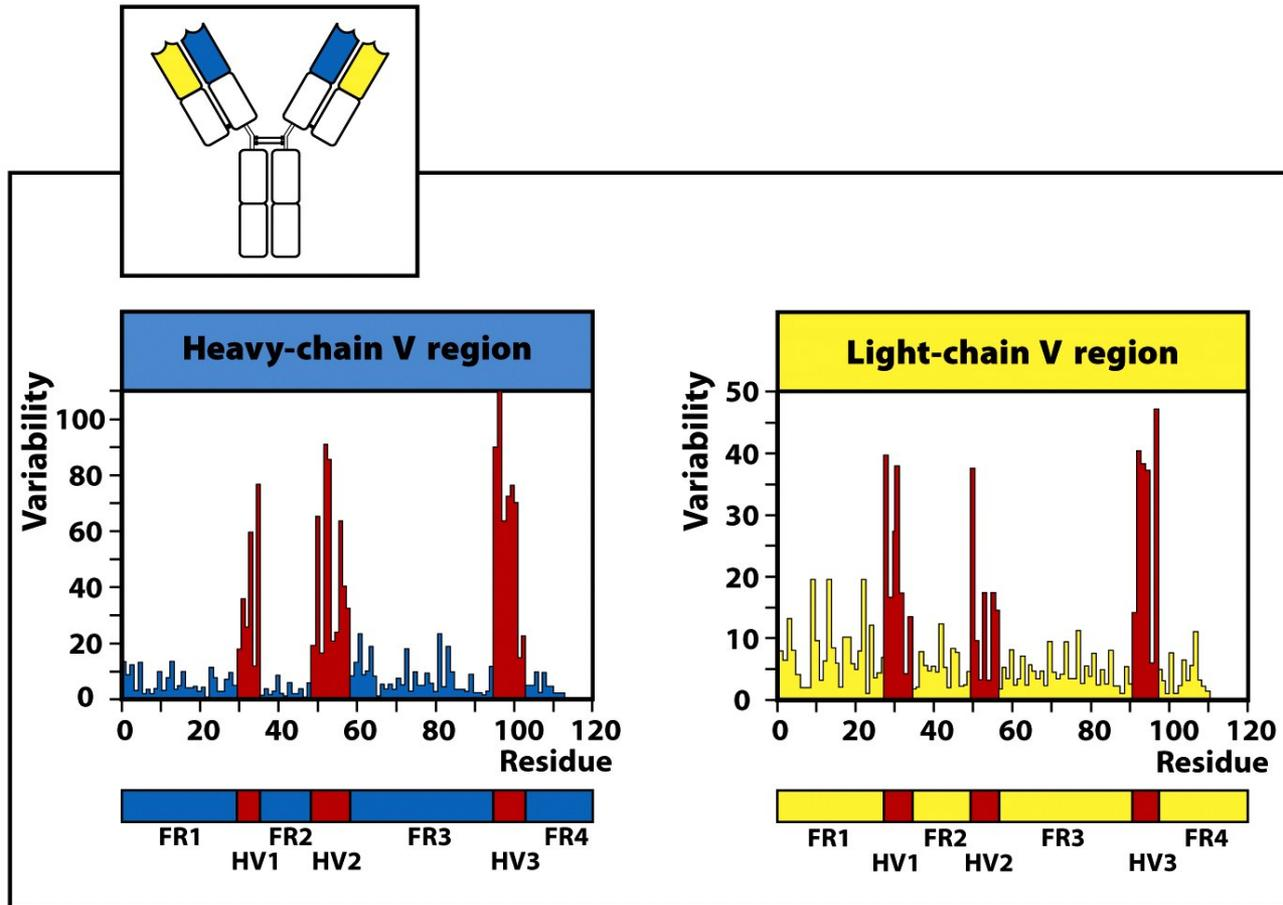 Heavy-chain V region
Variability
100
80
60
40
20
0
0 20 40 60 80 100 120
Residue
FR1 FR2 FR3 FR4
HV1 HV2 HV3
Light-chain V region
Variability
50
40
30
20
10
0
0 20 40 60 80 100 120
Residue
FR1 FR2 FR3 FR4
HV1 HV2 HV3